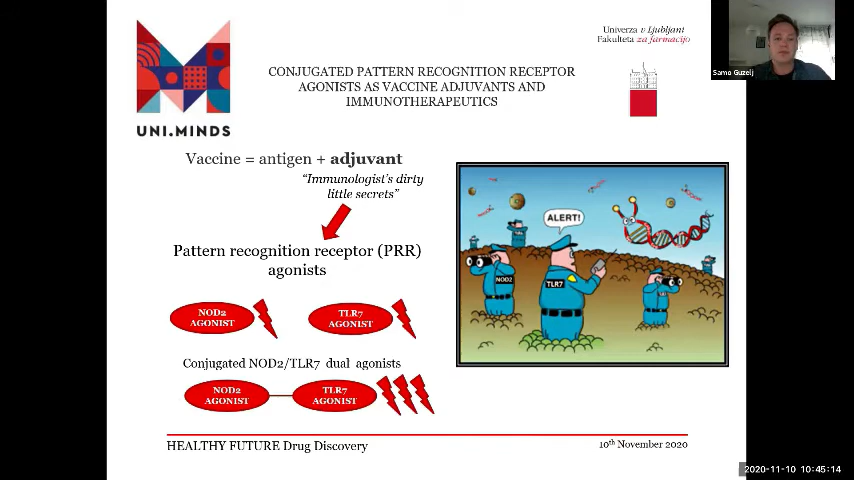 UNI.MINDS
CONJUGATED PATTERN RECOGNITION RECEPTOR
AGONISTS AS VACCINE ADJUVANTS AND
IMMUNOTHERAPEUTICS
Univerza v Ljubljani
Fakulteta za farmacijo
Samo Guzelj
Vaccine = antigen + adjuvant
“Immunologist’s dirty
little secrets”
Pattern recognition receptor (PRR)
agonists
NOD2
AGONIST
TLR7
AGONIST
Conjugated NOD2/TLR7 dual agonists
NOD2
AGONIST
TLR7
AGONIST
ALERT!
NOD2
TLR7
HEALTHY FUTURE Drug Discovery
10th November 2020
2020-11-10 10:45:14